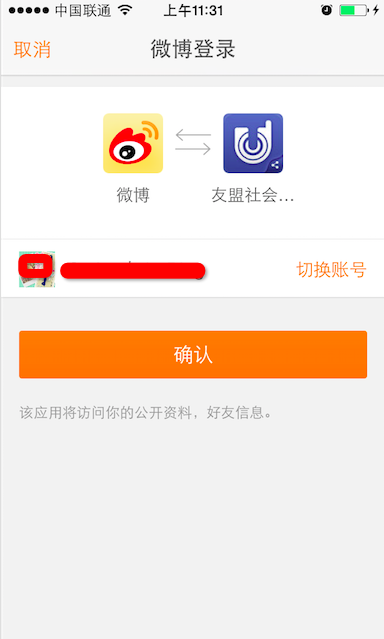 中国联通 上午11:31
取消 微博登录
微博 友盟社会...
切换账号
确认
该应用将访问你的公开资料，好友信息。